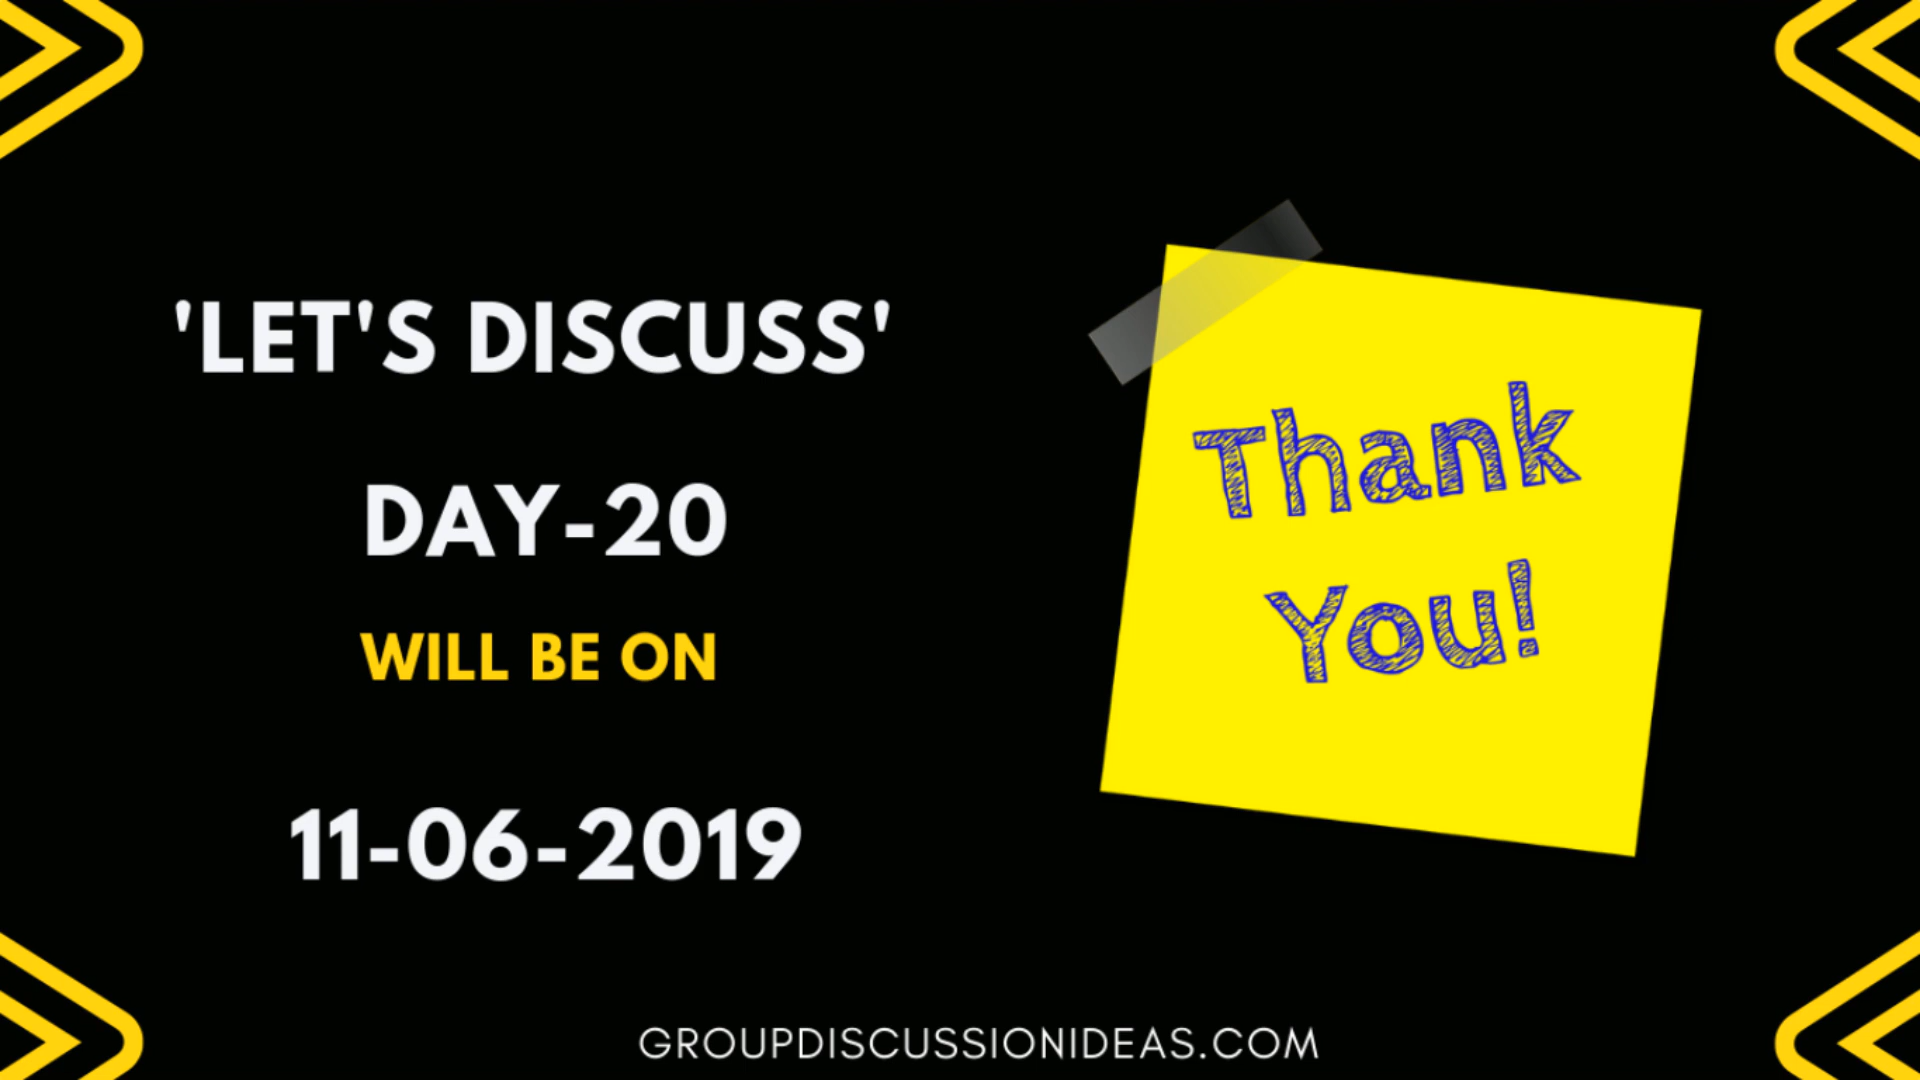 'LET'S DISCUSS'
DAY-20
WILL BE ON
11-06-2019
Thank
You!
GROUPDISCUSSIONIDEAS.COM